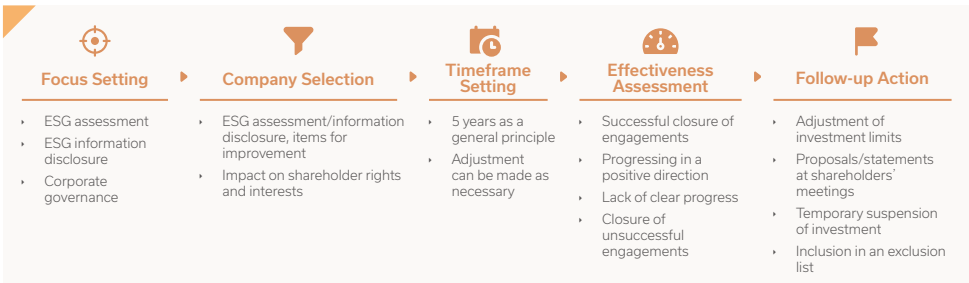 Focus Setting
ESG assessment
ESG information
disclosure
Corporate
governance
Company Selection
ESG assessment/information
disclosure, items for
improvement
Impact on shareholder rights
and interests
Timeframe
Setting
5 years as a
general principle
Adjustment
can be made as
necessary
Effectiveness
Assessment
Successful closure of
engagements
Progressing in a
positive direction
Lack of clear progress
Closure of
unsuccessful
engagements
Follow-up Action
Adjustment of
investment limits
Proposals/statements
at shareholders’
meetings
Temporary suspension
of investment
Inclusion in an exclusion
list